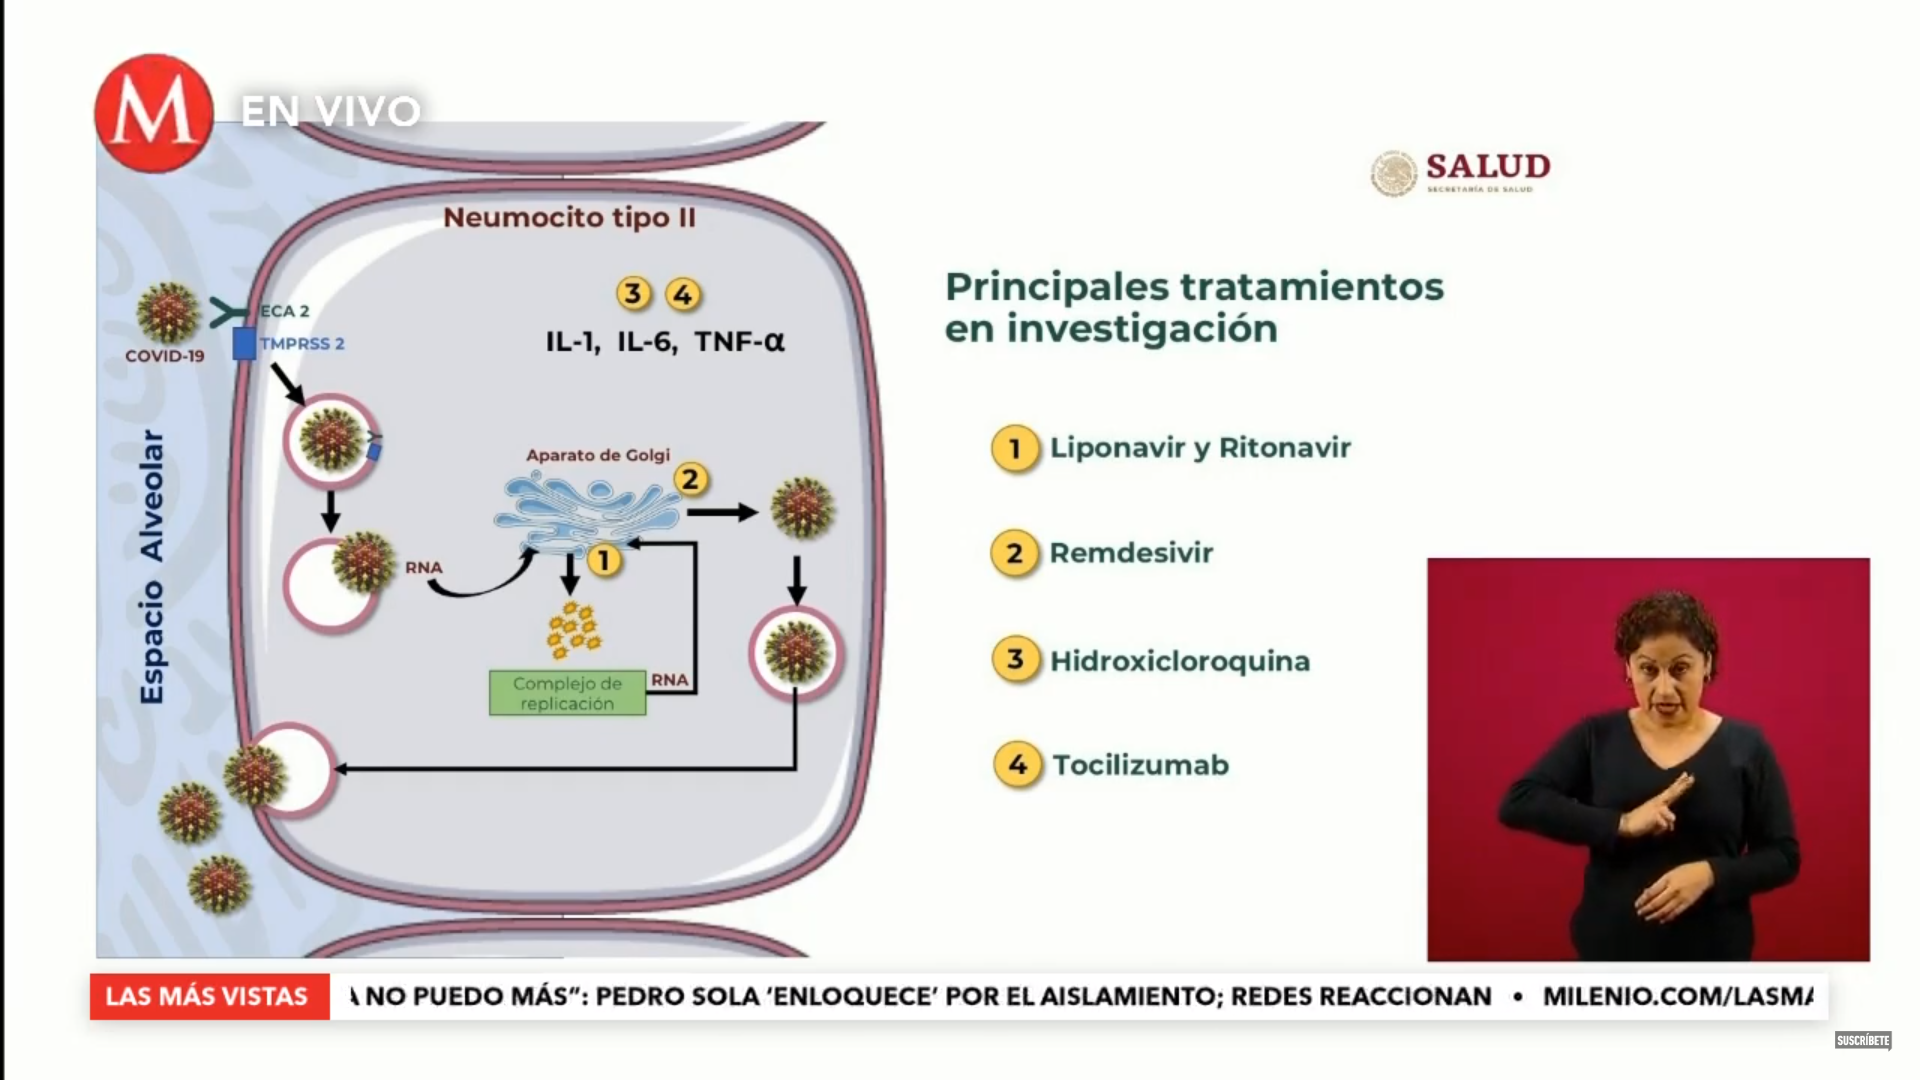 M
EN VIVO
SALUD
SECRETARÍA DE SALUD
Neumocito tipo II
3 4
IL-1, IL-6, TNF-α
ECA 2
TMPRSS 2
COVID-19
Espacio Alveolar
Aparato de Golgi
2
1
RNA
RNA
Complejo de
replicación
Principales tratamientos
en investigación
1 Liponavir y Ritonavir
2 Remdesivir
3 Hidroxicloroquina
4 Tocilizumab
LAS MÁS VISTAS
A NO PUEDO MÁS”: PEDRO SOLA ‘ENLOQUECE’ POR EL AISLAMIENTO; REDES REACCIONAN • MILENIO.COM/LASMA
SUSCRÍBETE